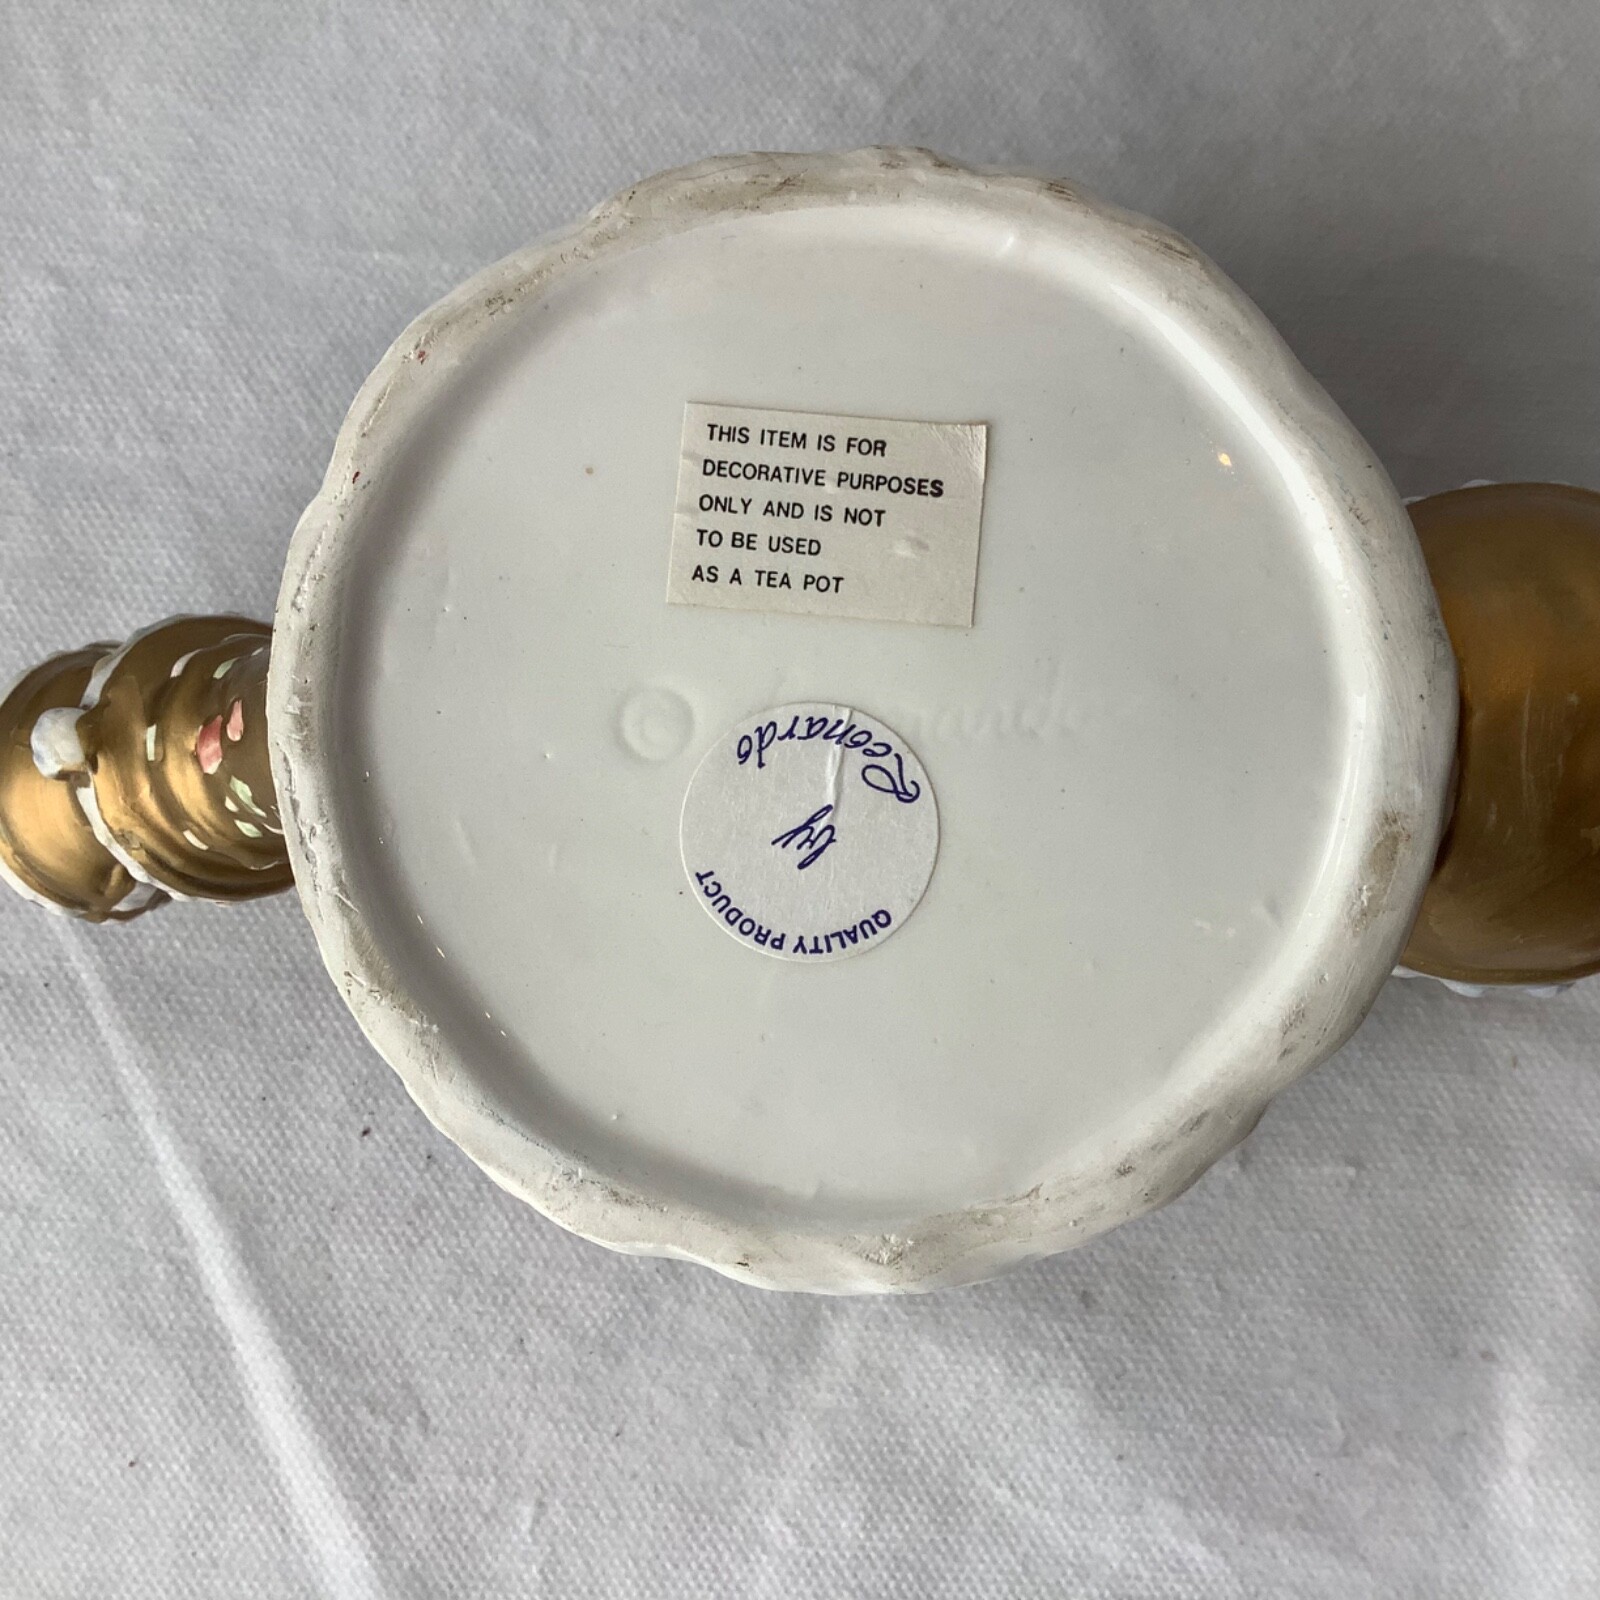 THIS ITEM IS FOR
DECORATIVE PURPOSES
ONLY AND IS NOT
TO BE USED
AS A TEA POT
©
QUALITY PRODUCT
by
Leonardo